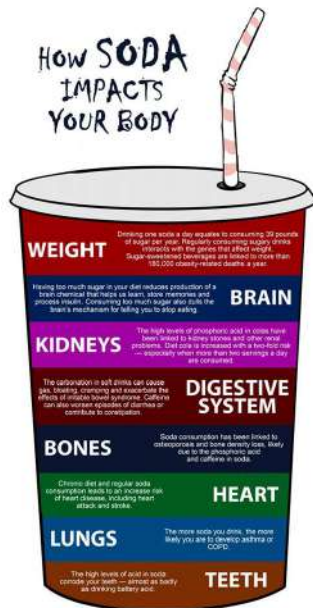 How SODA
IMPACTS
YOUR BODY
WEIGHT
Drinking one soda a day equates to consuming 39 pounds
of sugar per year. Regularly consuming sugary drinks
interacts with the genes that affect weight.
Sugar-sweetened beverages are linked to more than
180,000 obesity-related deaths a year.
Having too much sugar in your diet reduces production of a
brain chemical that helps us learn, store memories and
process insulin. Consuming too much sugar also dulls the
brain's mechanism for telling you to stop eating.
BRAIN
KIDNEYS
The high levels of phosphoric acid in colas have
been linked to kidney stones and other renal
problems. Diet cola is increased with a two-fold risk
— especially when more than two servings a day
are consumed.
The carbonation in soft drinks can cause
gas, bloating, cramping and exacerbate the
effects of irritable bowel syndrome. Caffeine
can also worsen episodes of diarrhea or
contribute to constipation.
DIGESTIVE
SYSTEM
BONES
Soda consumption has been linked to
osteoporosis and bone density loss, likely
due to the phosphoric acid
and caffeine in soda.
Chronic diet and regular soda
consumption leads to an increase risk
of heart disease, including heart
attack and stroke.
HEART
LUNGS
The more soda you drink, the more
likely you are to develop asthma or
COPD.
The high levels of acid in soda
corrode your teeth — almost as badly
as drinking battery acid.
TEETH